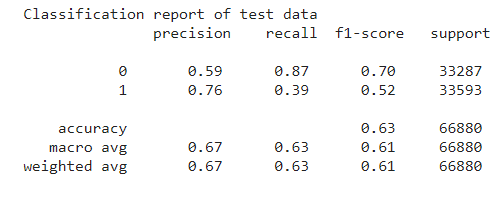 Classification report of test data
precision recall f1-score support
0 0.59 0.87 0.70 33287
1 0.76 0.39 0.52 33593
accuracy 0.63 66880
macro avg 0.67 0.63 0.61 66880
weighted avg 0.67 0.63 0.61 66880